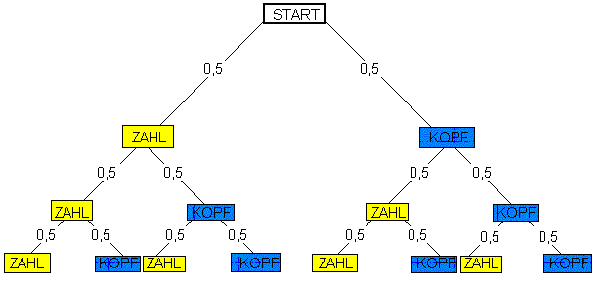 START
0,5 0,5
ZAHL KOPF
0,5 0,5 0,5 0,5
ZAHL KOPF ZAHL KOPF
0,5 0,5 0,5 0,5 0,5 0,5 0,5 0,5
ZAHL KOPF ZAHL KOPF ZAHL KOPF ZAHL KOPF